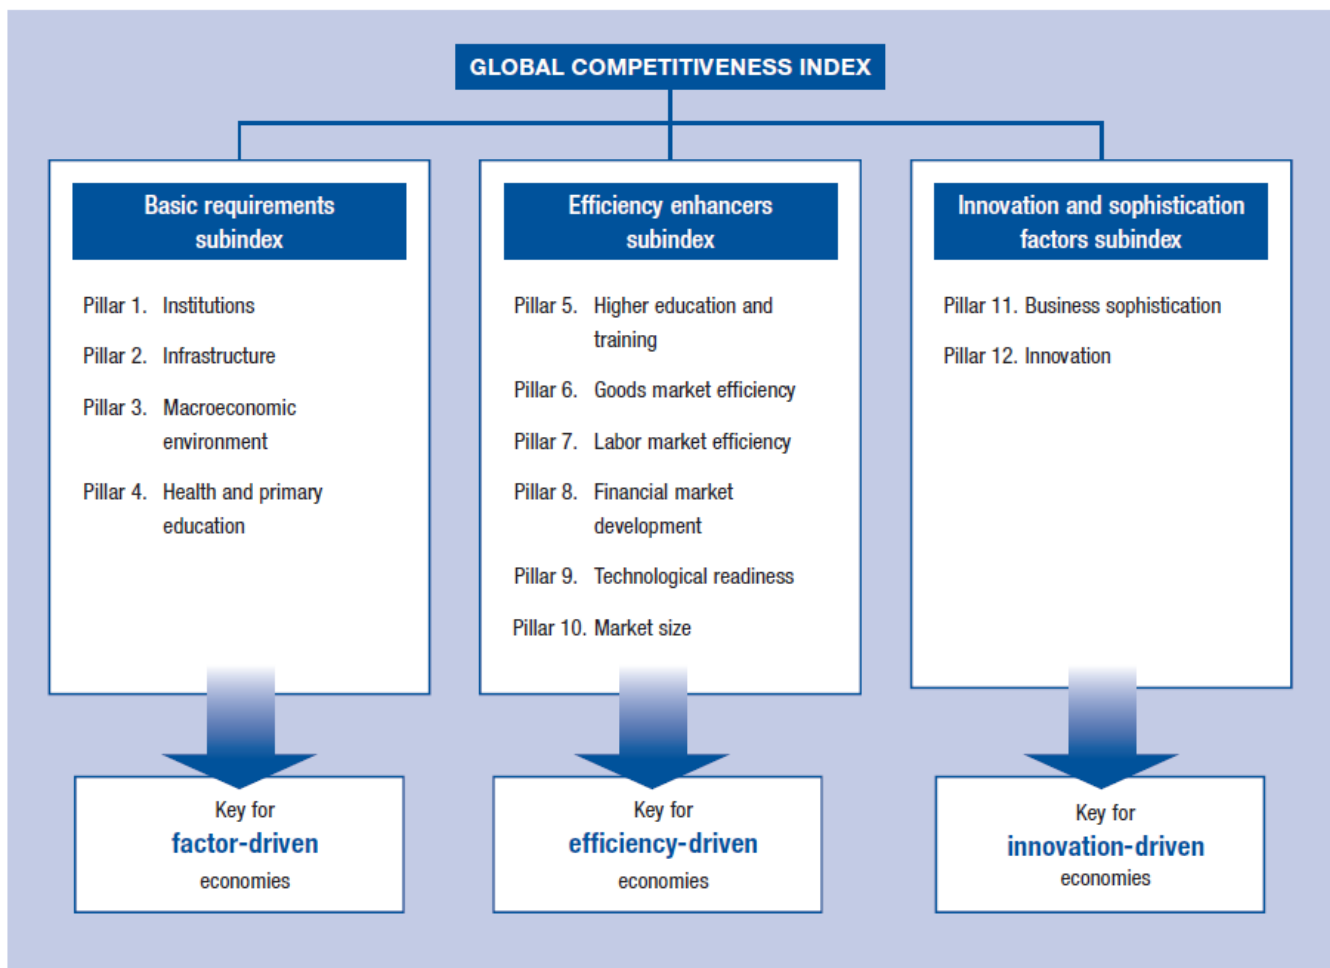 GLOBAL COMPETITIVENESS INDEX
Basic requirements
subindex
Pillar 1. Institutions
Pillar 2. Infrastructure
Pillar 3. Macroeconomic
environment
Pillar 4. Health and primary
education
Key for
factor-driven
economies
Efficiency enhancers
subindex
Pillar 5. Higher education and
training
Pillar 6. Goods market efficiency
Pillar 7. Labor market efficiency
Pillar 8. Financial market
development
Pillar 9. Technological readiness
Pillar 10. Market size
Key for
efficiency-driven
economies
Innovation and sophistication
factors subindex
Pillar 11. Business sophistication
Pillar 12. Innovation
Key for
innovation-driven
economies